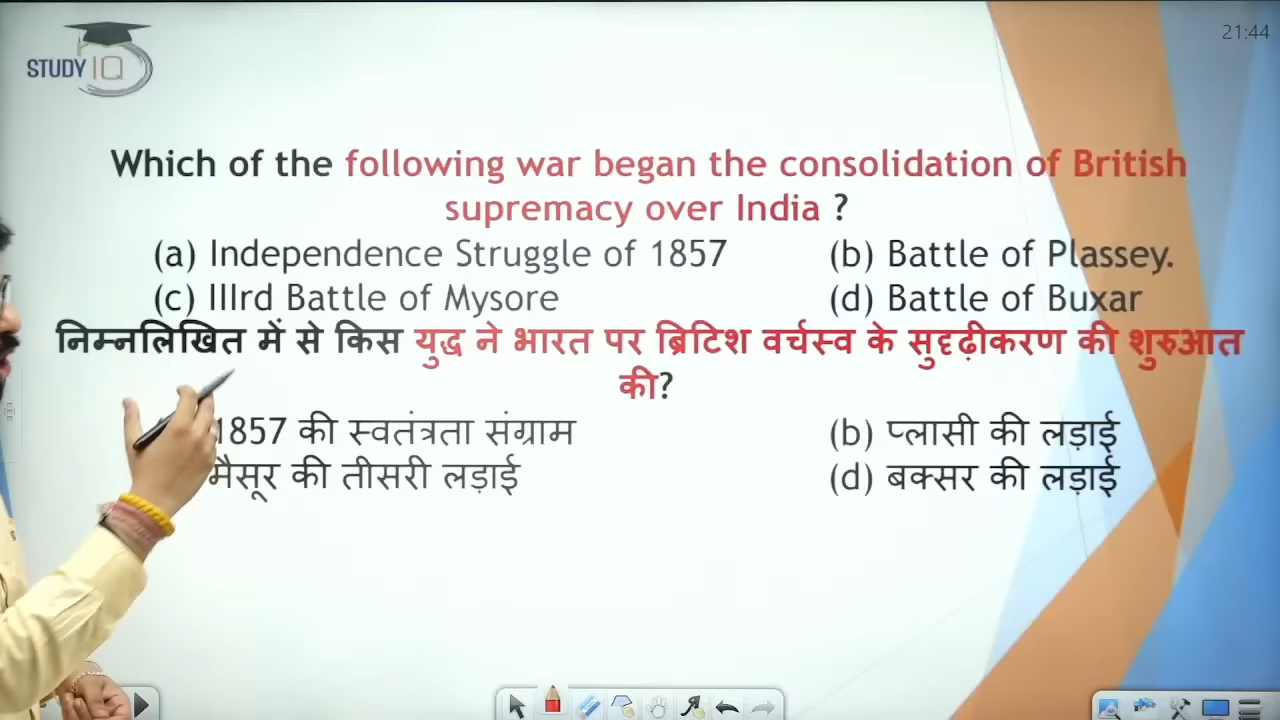 STUDY IQ
21:44
Which of the following war began the consolidation of British
supremacy over India ?
(a) Independence Struggle of 1857 (b) Battle of Plassey.
(c) IIIrd Battle of Mysore (d) Battle of Buxar
निम्नलिखित में से किस युद्ध ने भारत पर ब्रिटिश वर्चस्व के सुदृढ़ीकरण की शुरुआत
की?
1857 की स्वतंत्रता संग्राम (b) प्लासी की लड़ाई
मैसूर की तीसरी लड़ाई (d) बक्सर की लड़ाई